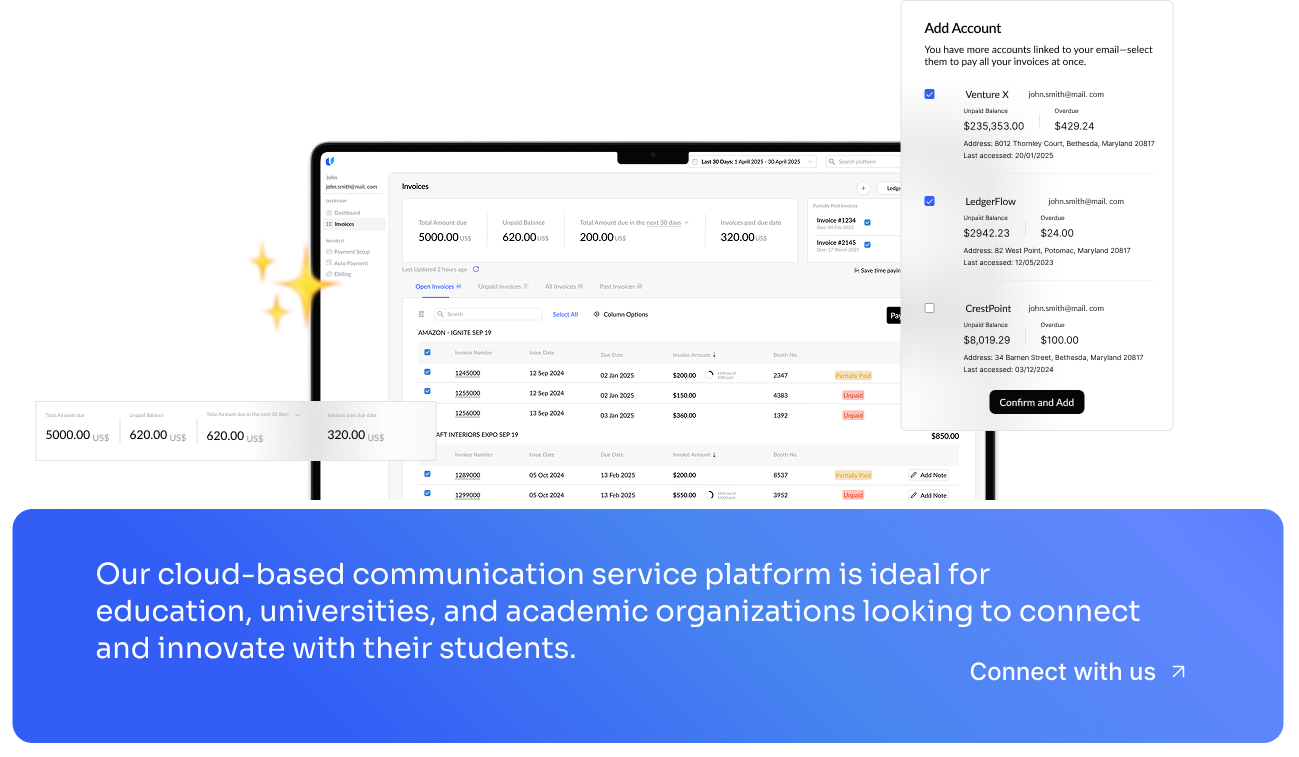 Add Account
You have more accounts linked to your email—select
them to pay all your invoices at once.
Venture X john.smith@mail. com
Unpaid Balance Overdue
$235,353.00 $429.24
Address: 8012 Thornley Court, Bethesda, Maryland 20817
Last accessed: 20/01/2025
LedgerFlow john.smith@mail. com
Unpaid Balance Overdue
$2942.23 $24.00
Address: 82 West Point, Potomac, Maryland 20817
Last accessed: 12/05/2023
CrestPoint john.smith@mail. com
Unpaid Balance Overdue
$8,019.29 $100.00
Address: 34 Barnen Street, Bethesda, Maryland 20817
Last accessed: 03/12/2024
Confirm and Add
Last 30 Days: 1 April 2025 - 30 April 2025 Search platform
John
john.smith@mail. com
OVERVIEW
Dashboard
Invoices
PAYMENT
Payment Setup
Auto Payment
Ebilling
Invoices
+ Ledge
Total Amount due Unpaid Balance Total Amount due in the next 30 days Invoices past due date
5000.00 US$ 620.00 US$ 200.00 US$ 320.00 US$
Partially Paid Invoices
Invoice #1234
Due: 04 Feb 2025
Invoice #2145
Due: 17 March 2025
Last Updated 2 hours ago
Save time payin
Open Invoices Unpaid Invoices All Invoices Past Invoices
Search Select All Column Options Pay
AMAZON - IGNITE SEP 19
Invoice Number Issue Date Due Date Invoice Amount ↓ Booth No.
1245000 12 Sep 2024 02 Jan 2025 $200.00 2347 Partially Paid
1255000 12 Sep 2024 02 Jan 2025 $150.00 4383 Unpaid
1256000 13 Sep 2024 03 Jan 2025 $360.00 1392 Unpaid
AFT INTERIORS EXPO SEP 19 $850.00
Invoice Number Issue Date Due Date Invoice Amount ↓ Booth No.
1289000 05 Oct 2024 13 Feb 2025 $200.00 8537 Partially Paid Add Note
1299000 05 Oct 2024 13 Feb 2025 $550.00 3952 Unpaid Add Note
Total Amount due Unpaid Balance Total Amount due in the next 30 days Invoices past due date
5000.00 US$ 620.00 US$ 620.00 US$ 320.00 US$
Our cloud-based communication service platform is ideal for
education, universities, and academic organizations looking to connect
and innovate with their students.
Connect with us